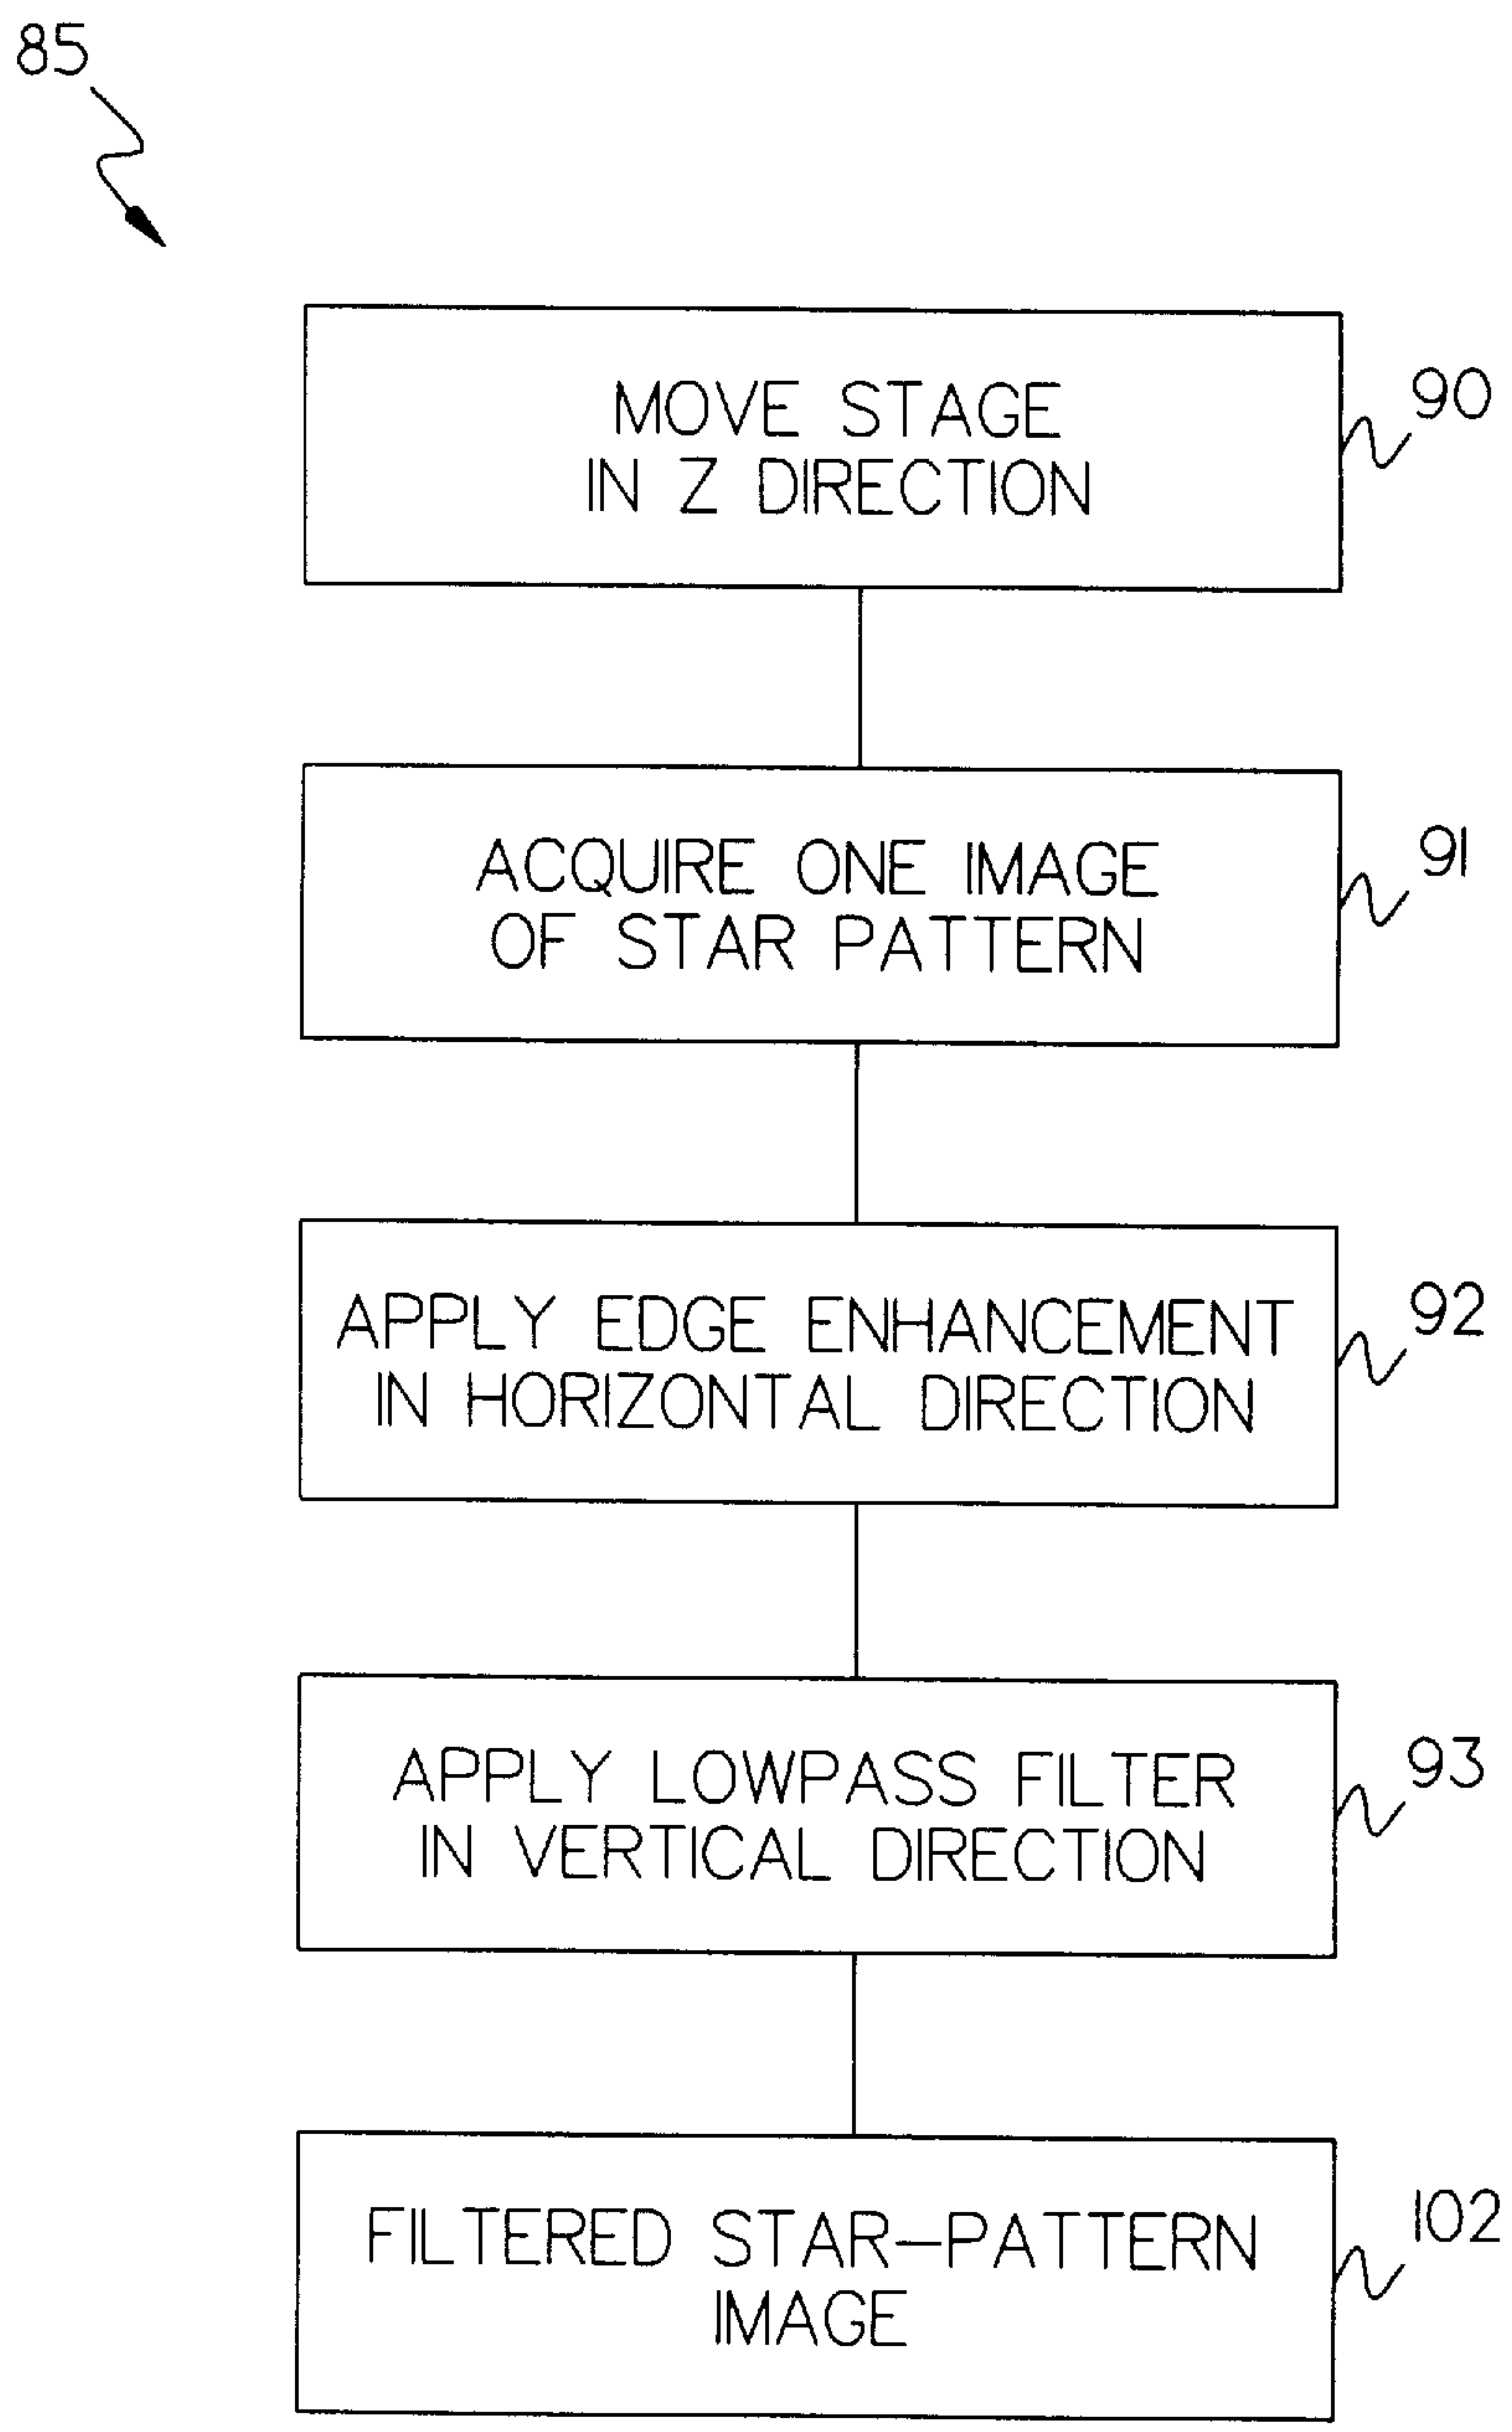 85
MOVE STAGE
IN Z DIRECTION
90
ACQUIRE ONE IMAGE
OF STAR PATTERN
91
APPLY EDGE ENHANCEMENT
IN HORIZONTAL DIRECTION
92
APPLY LOWPASS FILTER
IN VERTICAL DIRECTION
93
FILTERED STAR-PATTERN
IMAGE
102